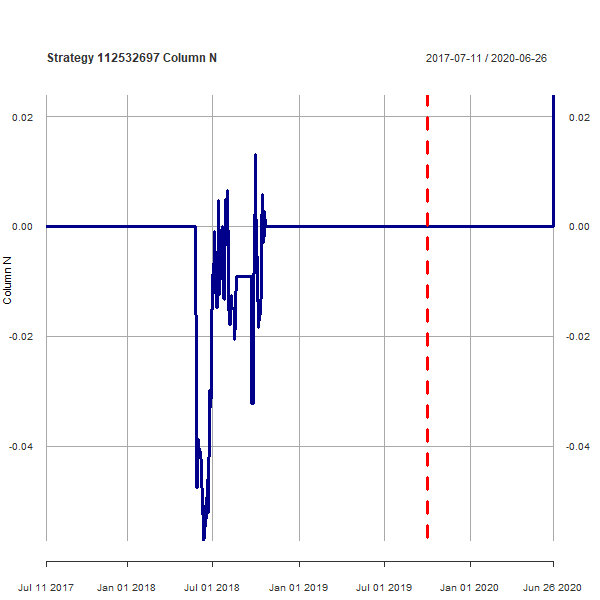 Strategy 112532697 Column N
2017-07-11 / 2020-06-26
0.02 0.02
0.00 0.00
Column N
-0.02 -0.02
-0.04 -0.04
Jul 11 2017 Jan 01 2018 Jul 01 2018 Jan 01 2019 Jul 01 2019 Jan 01 2020 Jun 26 2020